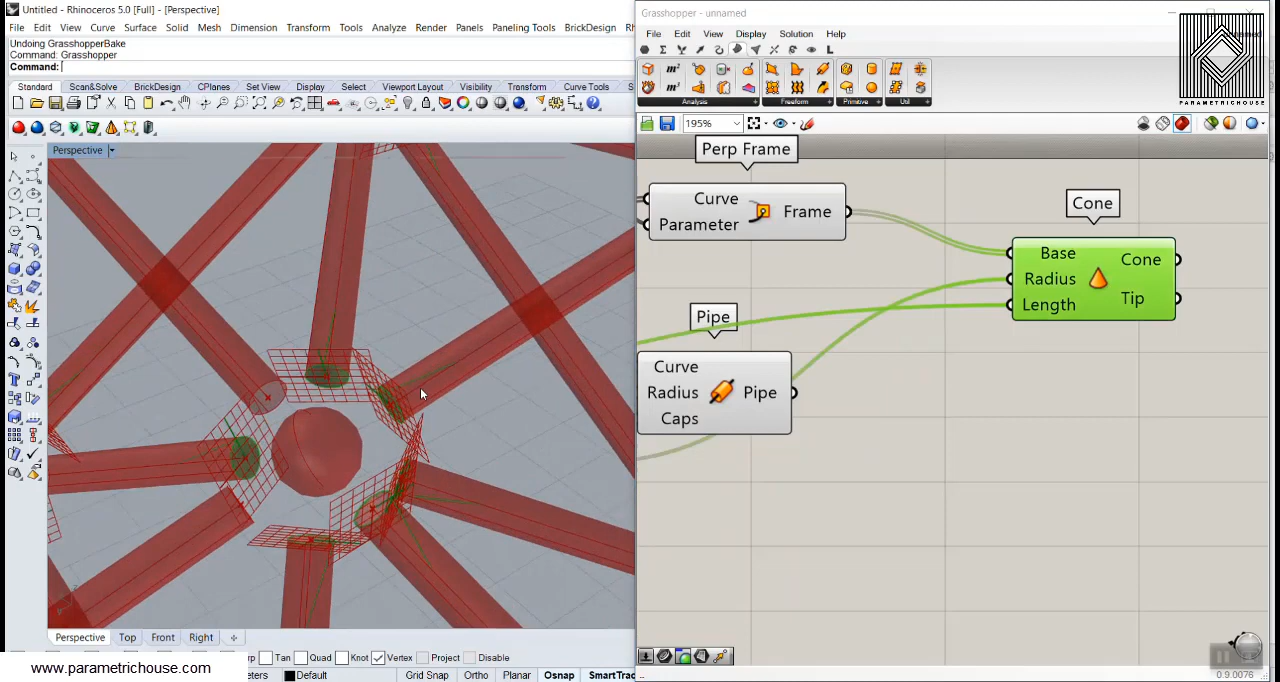 Untitled - Rhinoceros 5.0 [Full] - [Perspective]
File Edit View Curve Surface Solid Mesh Dimension Transform Tools Analyze Render Panels Paneling Tools BrickDesign
Undoing GrasshopperBake
Command: Grasshopper
Command:
Standard Scan&Solve BrickDesign CPlanes Set View Display Select Viewport Layout Visibility Transform Curve Tools
Perspective
Perspective Top Front Right
Tan Quad Knot Vertex Project Disable
www.parametrichouse.com
Default
Grid Snap Ortho Planar Osnap SmartTrac
Grasshopper - unnamed
File Edit View Display Solution Help
Analysis Freeform Primitive Util
195%
PARAMETRICHOUSE
Perp Frame
Curve
Parameter
Frame
Cone
Base
Radius
Length
Cone
Tip
Pipe
Curve
Radius
Caps
Pipe
0.9.0076